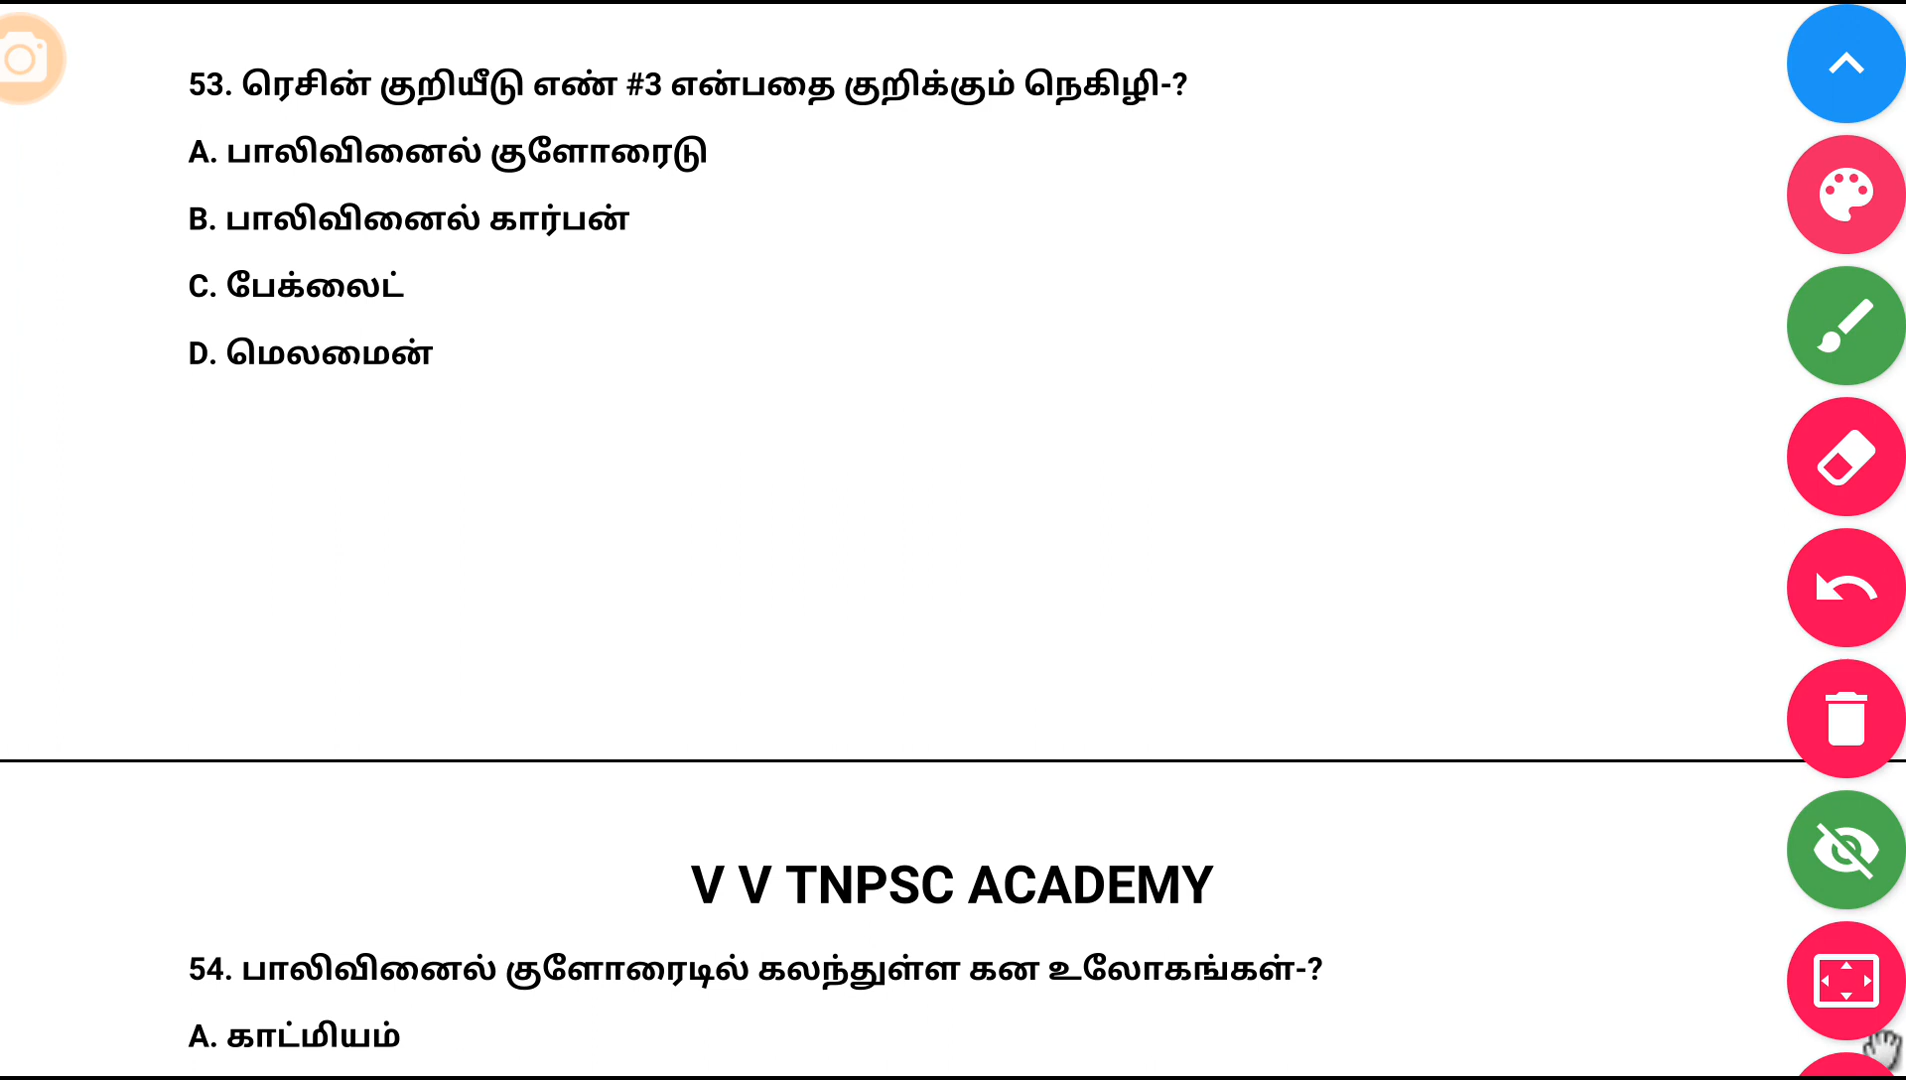 53. ரெசின் குறியீடு எண் #3 என்பதை குறிக்கும் நெகிழி-?
A. பாலிவினைல் குளோரைடு
B. பாலிவினைல் கார்பன்
C. பேக்லைட்
D. மெலமைன்
V V TNPSC ACADEMY
54. பாலிவினைல் குளோரைடில் கலந்துள்ள கன உலோகங்கள்-?
A. காட்மியம்